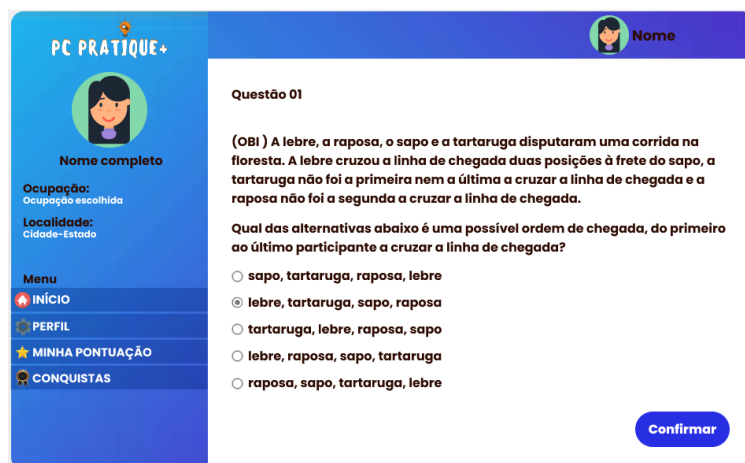 PC PRATIQUE+
Nome completo
Ocupação:
Ocupação escolhida
Localidade:
Cidade-Estado
Menu
INÍCIO
PERFIL
MINHA PONTUAÇÃO
CONQUISTAS
Nome
Questão 01
(OBI ) A lebre, a raposa, o sapo e a tartaruga disputaram uma corrida na
floresta. A lebre cruzou a linha de chegada duas posições à frete do sapo, a
tartaruga não foi a primeira nem a última a cruzar a linha de chegada e a
raposa não foi a segunda a cruzar a linha de chegada.
Qual das alternativas abaixo é uma possível ordem de chegada, do primeiro
ao último participante a cruzar a linha de chegada?
sapo, tartaruga, raposa, lebre
lebre, tartaruga, sapo, raposa
tartaruga, lebre, raposa, sapo
lebre, raposa, sapo, tartaruga
raposa, sapo, tartaruga, lebre
Confirmar